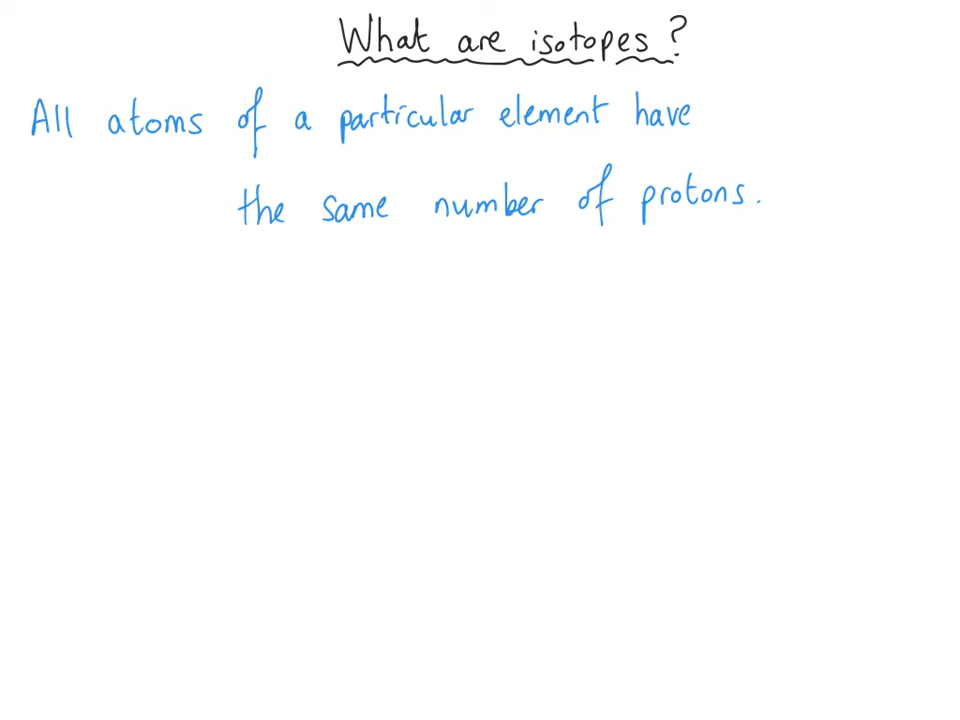 What are isotopes?
All atoms of a particular element have
the same number of protons.